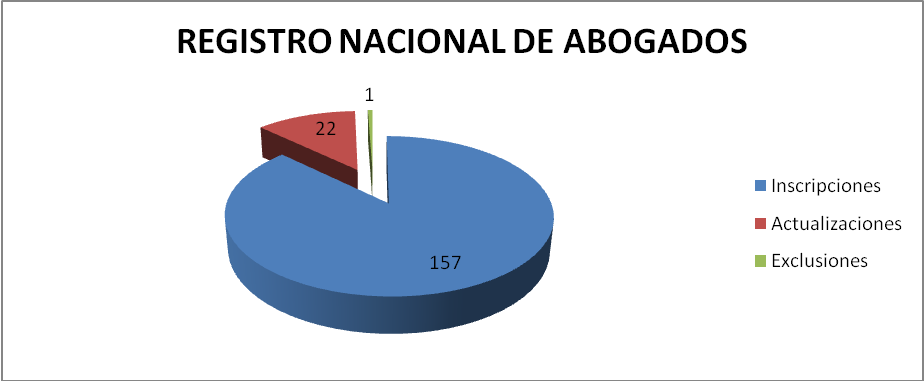 REGISTRO NACIONAL DE ABOGADOS
1
22
157
Inscripciones
Actualizaciones
Exclusiones